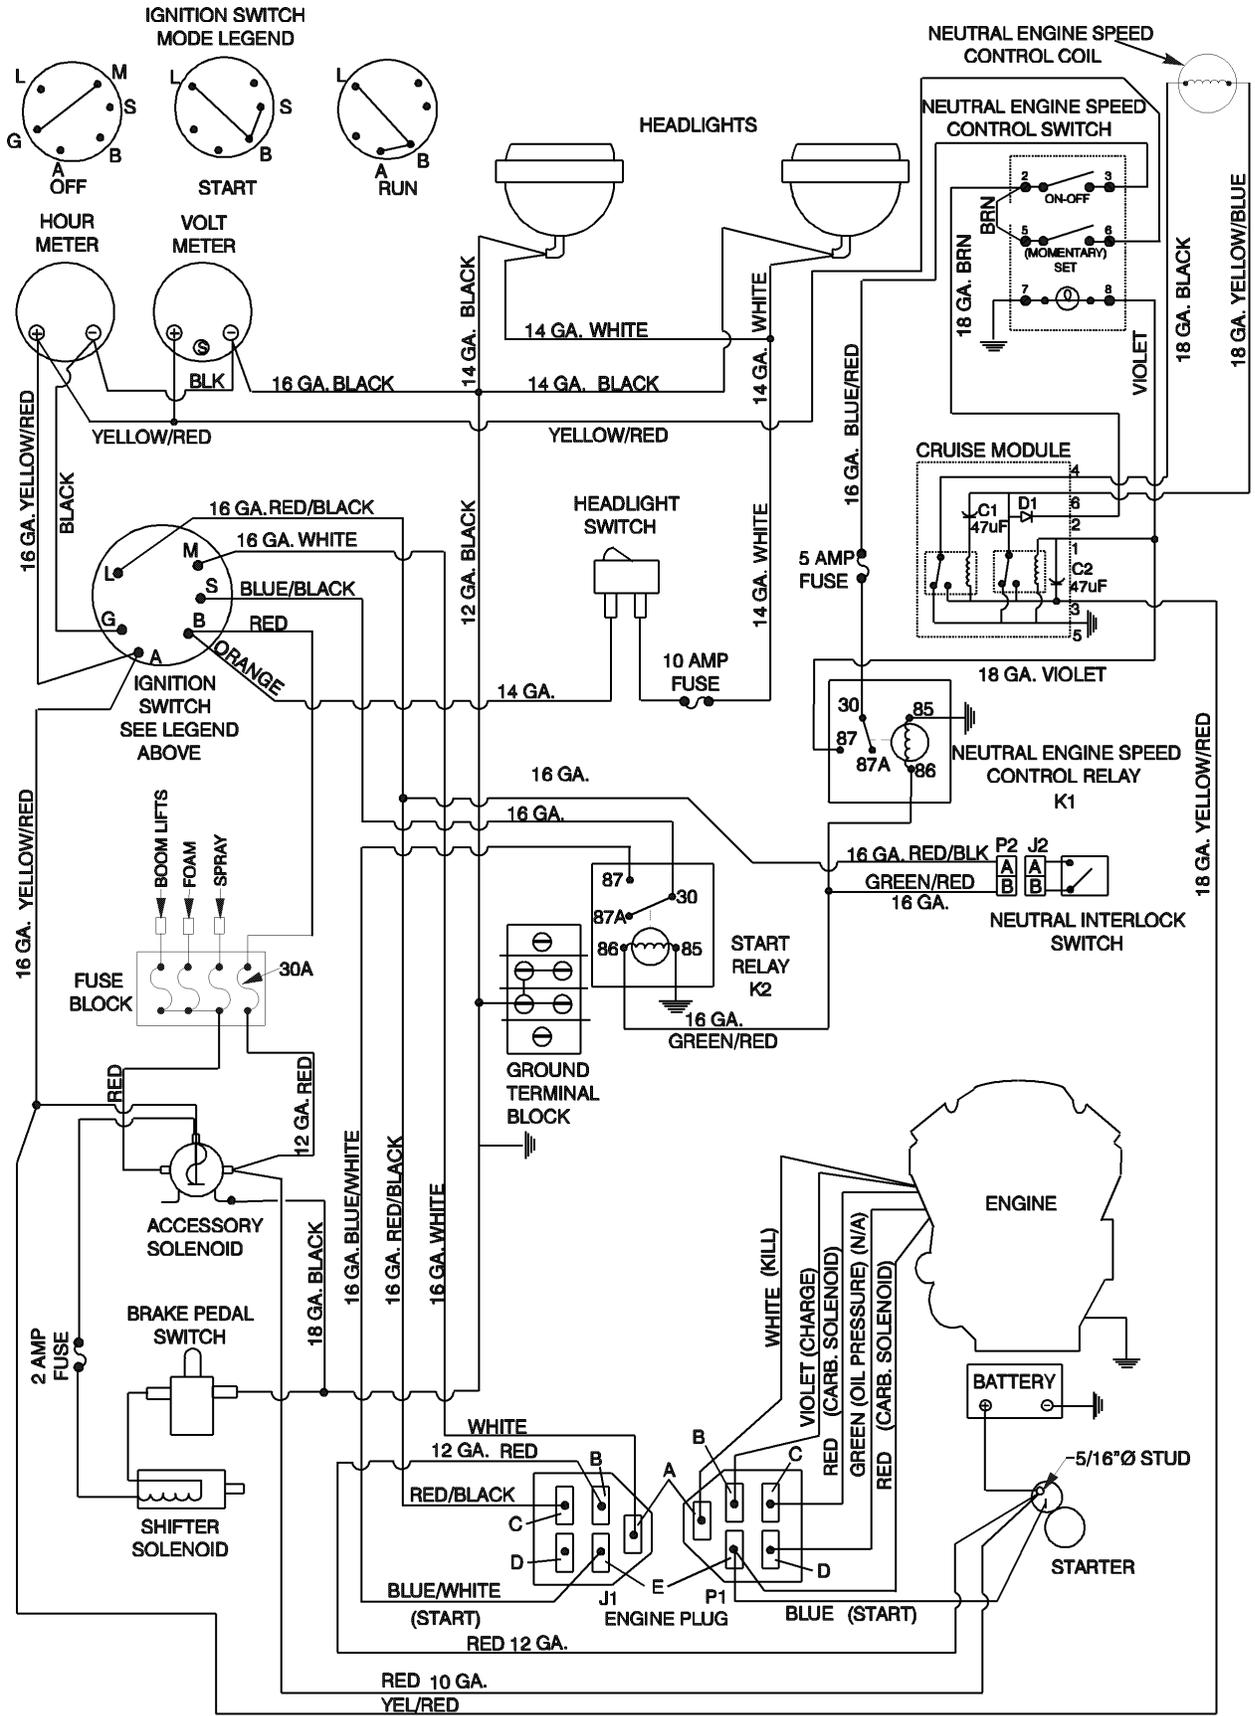 IGNITION SWITCH
MODE LEGEND
L
M
S
G
B
A
OFF
L
S
B
START
L
A
B
RUN
HEADLIGHTS
NEUTRAL ENGINE SPEED
CONTROL COIL
NEUTRAL ENGINE SPEED
CONTROL SWITCH
2
3
ON-OFF
BRN
5
6
(MOMENTARY)
SET
7
8
18 GA. BRN
VIOLET
18 GA. BLACK
18 GA. YELLOW/BLUE
HOUR
METER
VOLT
METER
+
−
+
−
S
BLK
16 GA. BLACK
14 GA. BLACK
14 GA. WHITE
14 GA. WHITE
14 GA. BLACK
14 GA. WHITE
YELLOW/RED
YELLOW/RED
16 GA. YELLOW/RED
BLACK
16 GA. BLUE/RED
CRUISE MODULE
4
6
2
1
3
5
C1
47uF
D1
C2
47uF
16 GA. RED/BLACK
16 GA. WHITE
BLUE/BLACK
RED
ORANGE
L
M
S
G
B
A
IGNITION
SWITCH
SEE LEGEND
ABOVE
12 GA. BLACK
HEADLIGHT
SWITCH
14 GA. WHITE
5 AMP
FUSE
10 AMP
FUSE
14 GA.
18 GA. VIOLET
30
85
87
87A
86
NEUTRAL ENGINE SPEED
CONTROL RELAY
K1
18 GA. YELLOW/RED
16 GA.
16 GA.
16 GA. YELLOW/RED
BOOM LIFTS
FOAM
SPRAY
FUSE
BLOCK
30A
87
30
87A
86
85
START
RELAY
K2
16 GA. RED/BLK
GREEN/RED
16 GA.
P2
J2
A
B
A
B
NEUTRAL INTERLOCK
SWITCH
16 GA.
GREEN/RED
GROUND
TERMINAL
BLOCK
RED
12 GA. RED
ACCESSORY
SOLENOID
18 GA. BLACK
16 GA. BLUE/WHITE
16 GA. RED/BLACK
16 GA. WHITE
ENGINE
WHITE (KILL)
VIOLET (CHARGE)
RED (CARB. SOLENOID)
GREEN (OIL PRESSURE) (N/A)
RED (CARB. SOLENOID)
BRAKE PEDAL
SWITCH
2 AMP
FUSE
SHIFTER
SOLENOID
BATTERY
+
−
5/16"Ø STUD
STARTER
WHITE
12 GA. RED
RED/BLACK
B
C
D
A
E
B
C
D
BLUE/WHITE
(START)
J1
P1
ENGINE PLUG
BLUE (START)
RED 12 GA.
RED 10 GA.
YEL/RED